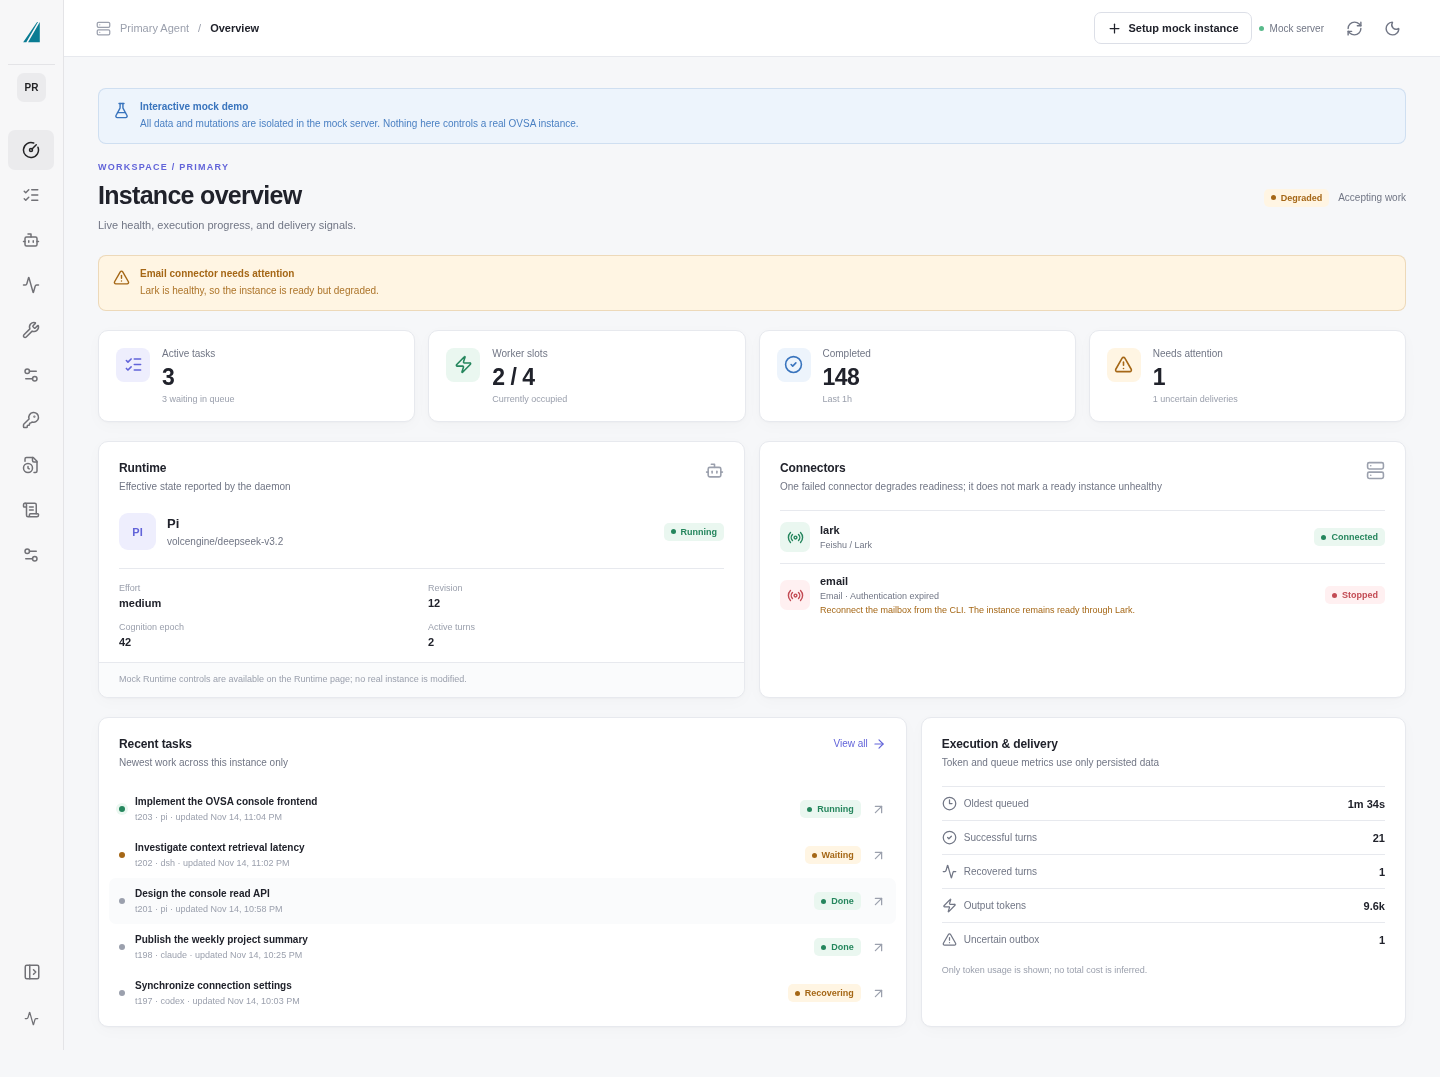 Primary Agent / Overview
Setup mock instance
Mock server
PR
Interactive mock demo
All data and mutations are isolated in the mock server. Nothing here controls a real OVSA instance.
WORKSPACE / PRIMARY
Instance overview
Live health, execution progress, and delivery signals.
Degraded
Accepting work
Email connector needs attention
Lark is healthy, so the instance is ready but degraded.
Active tasks
3
3 waiting in queue
Worker slots
2 / 4
Currently occupied
Completed
148
Last 1h
Needs attention
1
1 uncertain deliveries
Runtime
Effective state reported by the daemon
PI
Pi
volcengine/deepseek-v3.2
Running
Effort
medium
Revision
12
Cognition epoch
42
Active turns
2
Mock Runtime controls are available on the Runtime page; no real instance is modified.
Connectors
One failed connector degrades readiness; it does not mark a ready instance unhealthy
lark
Feishu / Lark
Connected
email
Email · Authentication expired
Reconnect the mailbox from the CLI. The instance remains ready through Lark.
Stopped
Recent tasks
Newest work across this instance only
View all
Implement the OVSA console frontend
t203 · pi · updated Nov 14, 11:04 PM
Running
Investigate context retrieval latency
t202 · dsh · updated Nov 14, 11:02 PM
Waiting
Design the console read API
t201 · pi · updated Nov 14, 10:58 PM
Done
Publish the weekly project summary
t198 · claude · updated Nov 14, 10:25 PM
Done
Synchronize connection settings
t197 · codex · updated Nov 14, 10:03 PM
Recovering
Execution & delivery
Token and queue metrics use only persisted data
Oldest queued
1m 34s
Successful turns
21
Recovered turns
1
Output tokens
9.6k
Uncertain outbox
1
Only token usage is shown; no total cost is inferred.